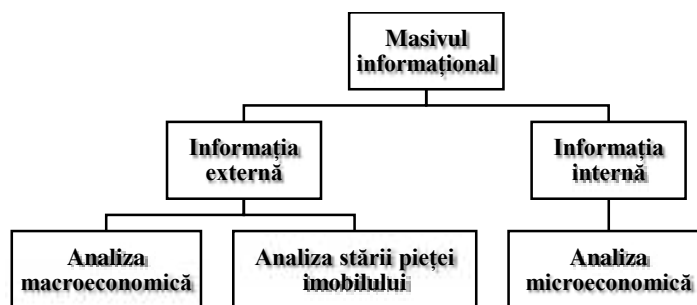 Masivul
informațional
Informația
externă
Informația
internă
Analiza
macroeconomică
Analiza stării pieței
imobilului
Analiza
microeconomică